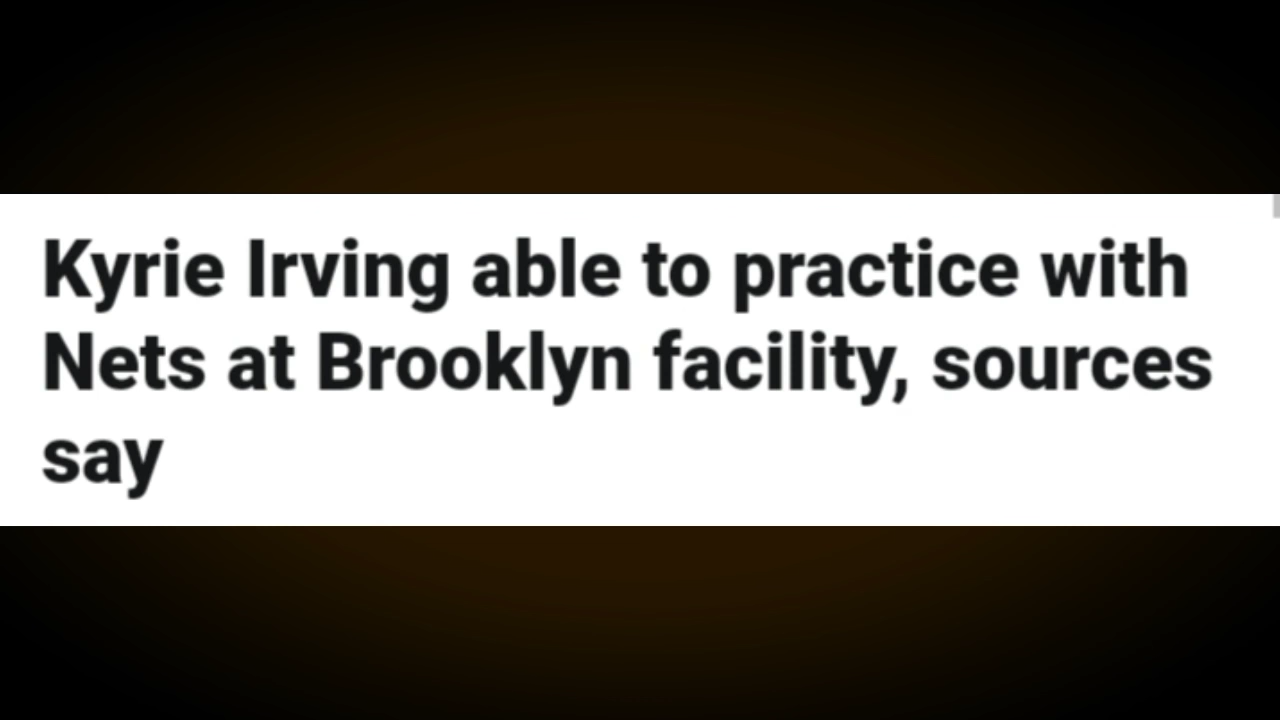 Kyrie Irving able to practice with
Nets at Brooklyn facility, sources
say